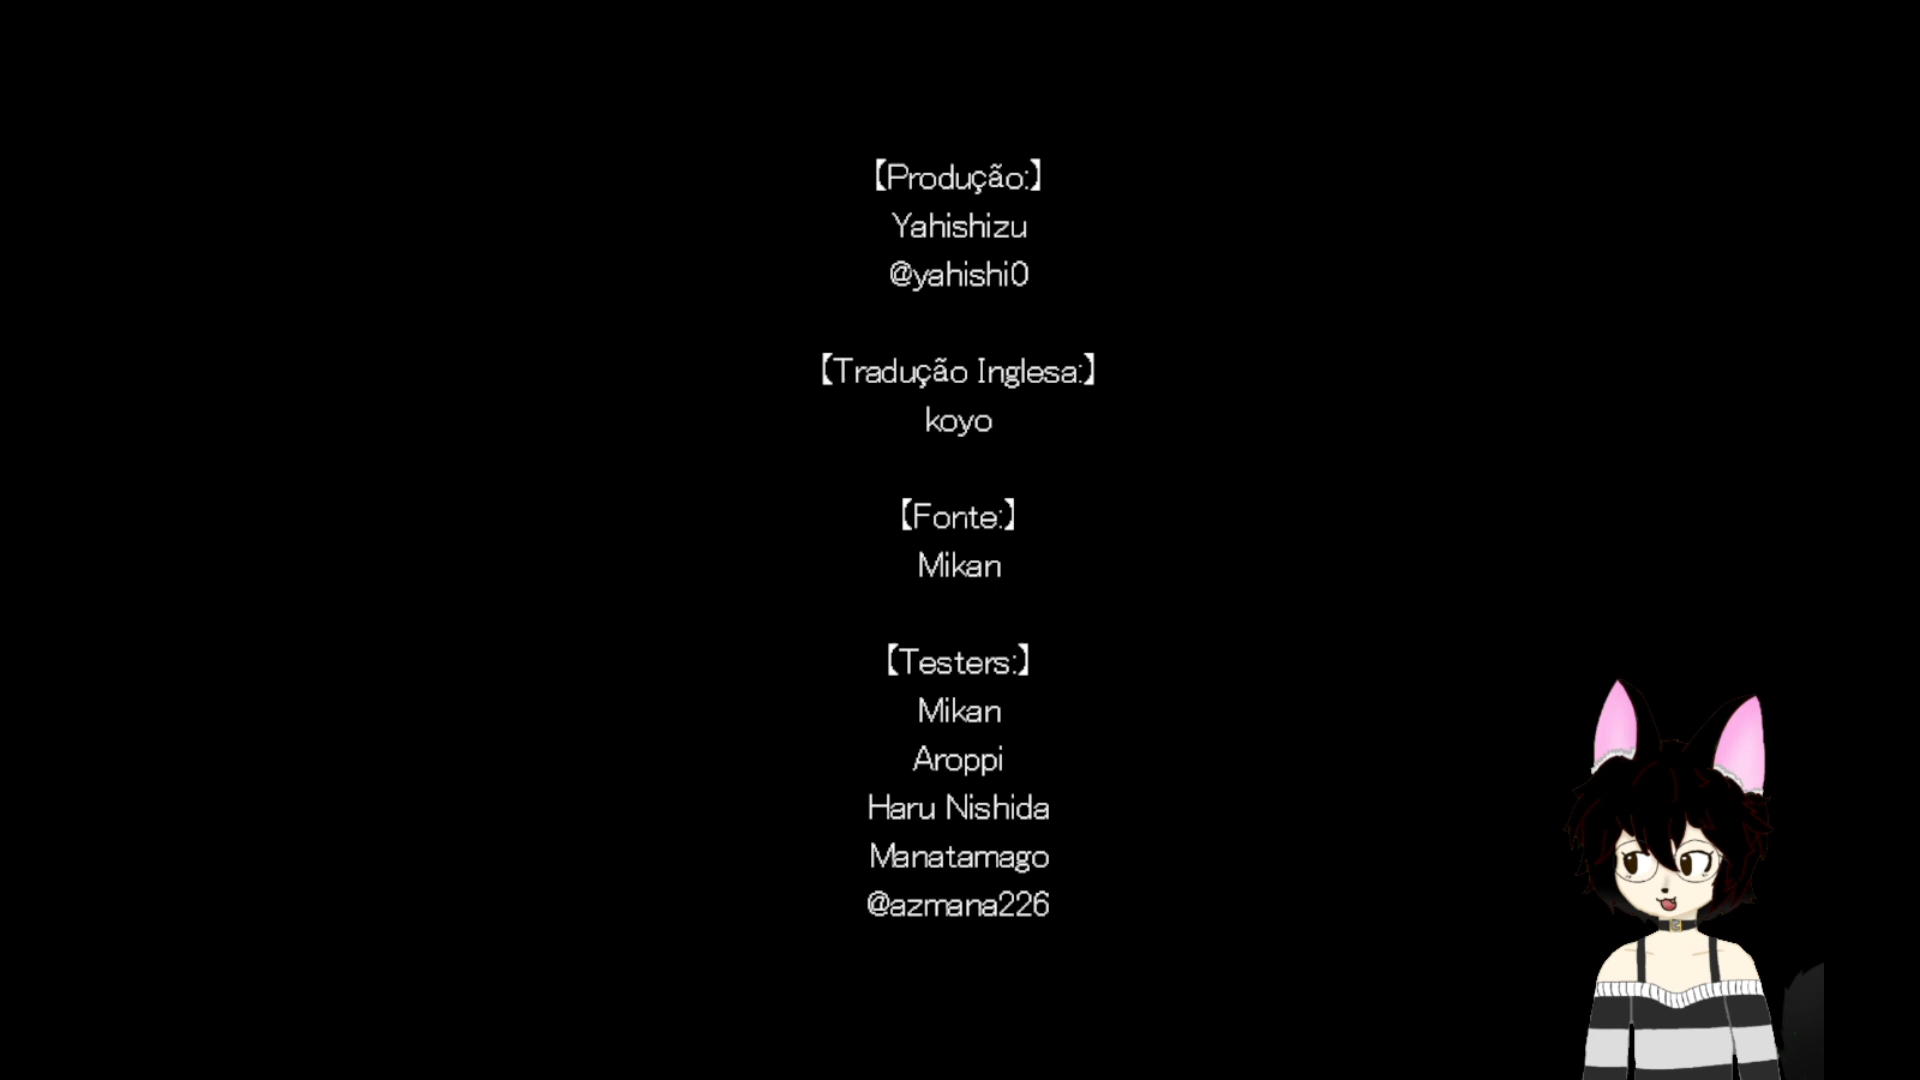 【Produção:】
Yahishizu
@yahishi0
【Tradução Inglesa:】
koyo
【Fonte:】
Mikan
【Testers:】
Mikan
Aroppi
Haru Nishida
Manatamago
@azmana226